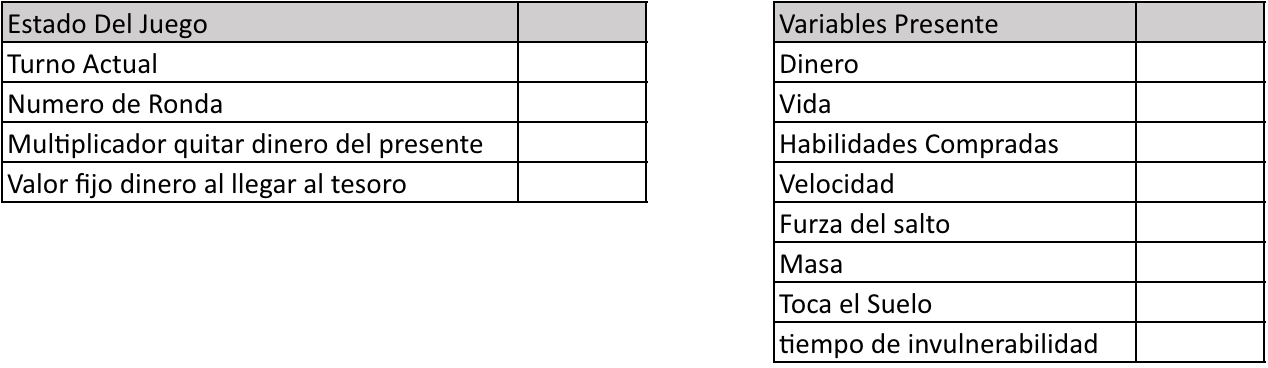 Estado Del Juego
Turno Actual
Numero de Ronda
Multiplicador quitar dinero del presente
Valor fijo dinero al llegar al tesoro
Variables Presente
Dinero
Vida
Habilidades Compradas
Velocidad
Furza del salto
Masa
Toca el Suelo
tiempo de invulnerabilidad